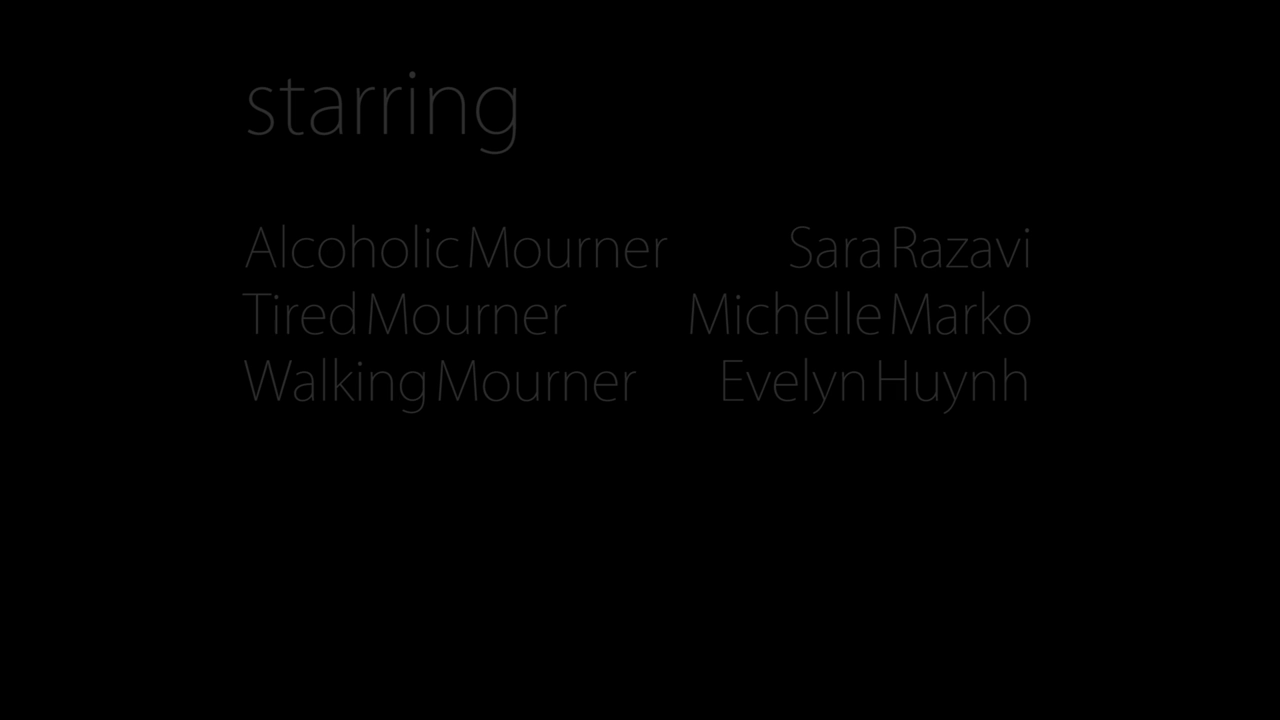 starring
Alcoholic Mourner Sara Razavi
Tired Mourner Michelle Marko
Walking Mourner Evelyn Huynh